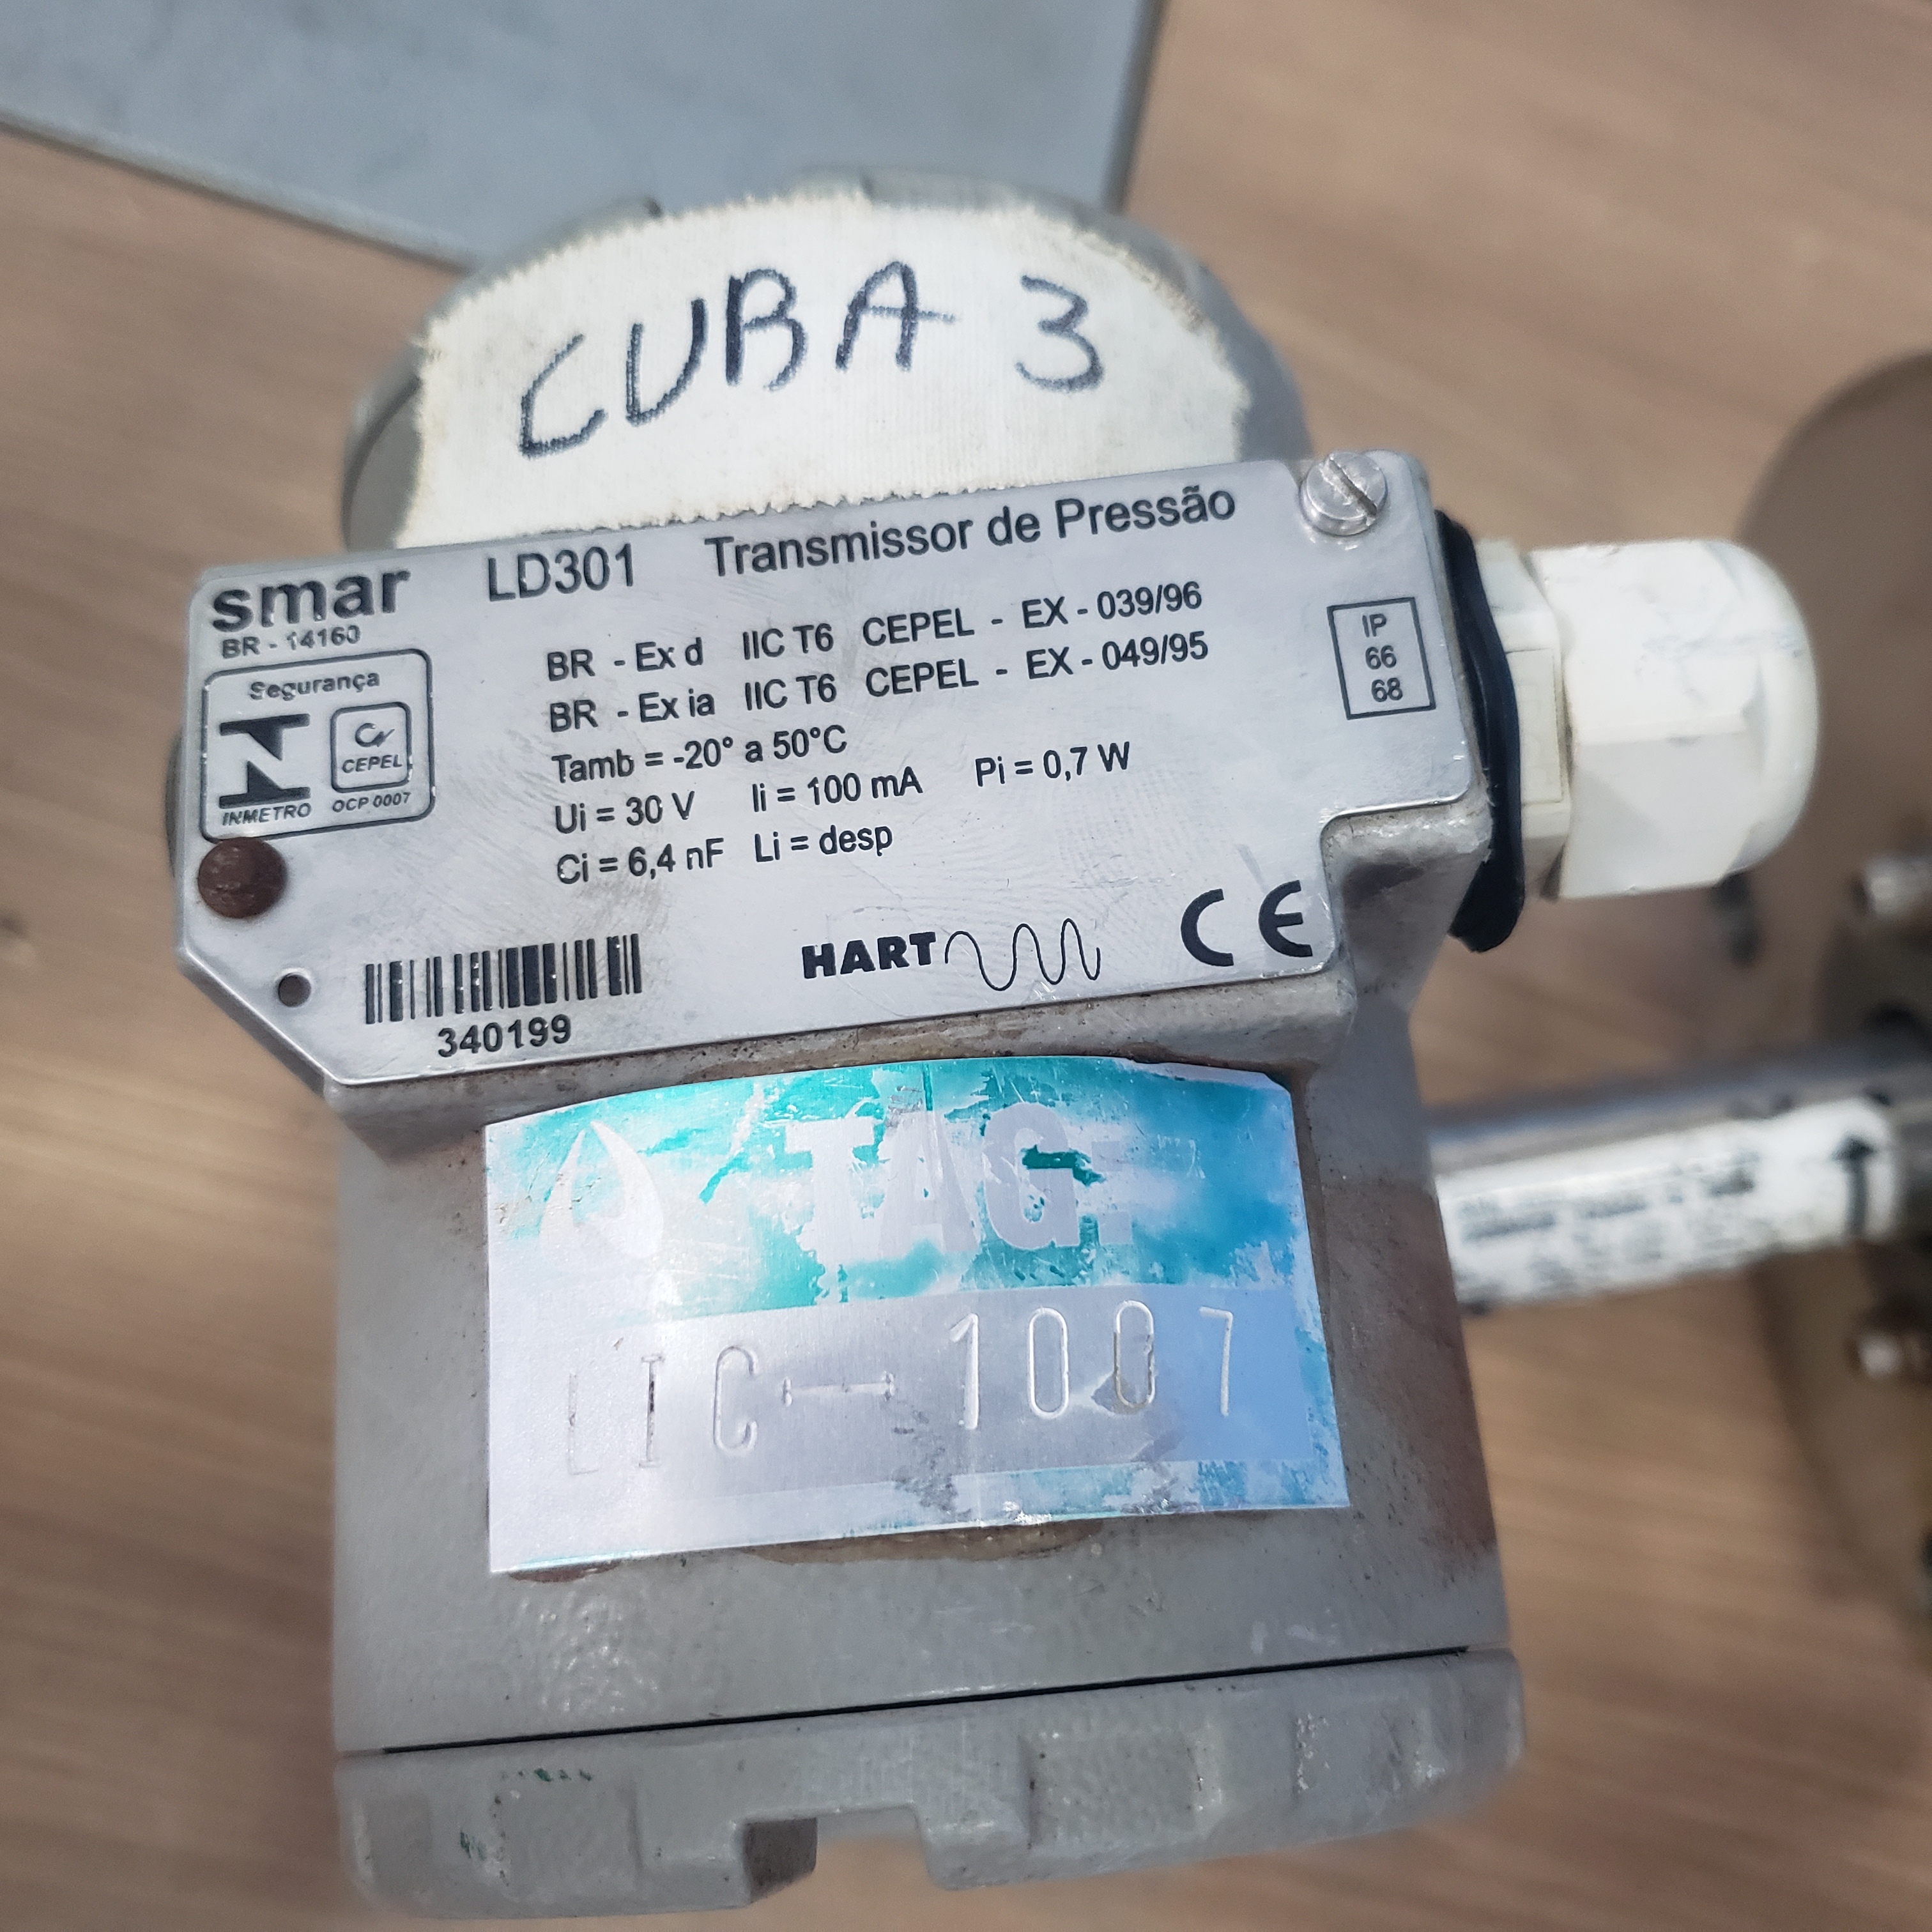 CUBA 3
smar LD301 Transmissor de Pressão
BR - 14160
Segurança
CEPEL
INMETRO OCP 0007
BR - Ex d IIC T6 CEPEL - EX - 039/96
BR - Ex ia IIC T6 CEPEL - EX - 049/95
Tamb = -20° a 50°C
Ui = 30 V Ii = 100 mA Pi = 0,7 W
Ci = 6,4 nF Li = desp
IP
66
68
HART CE
340199
TAG:
LIC-1007